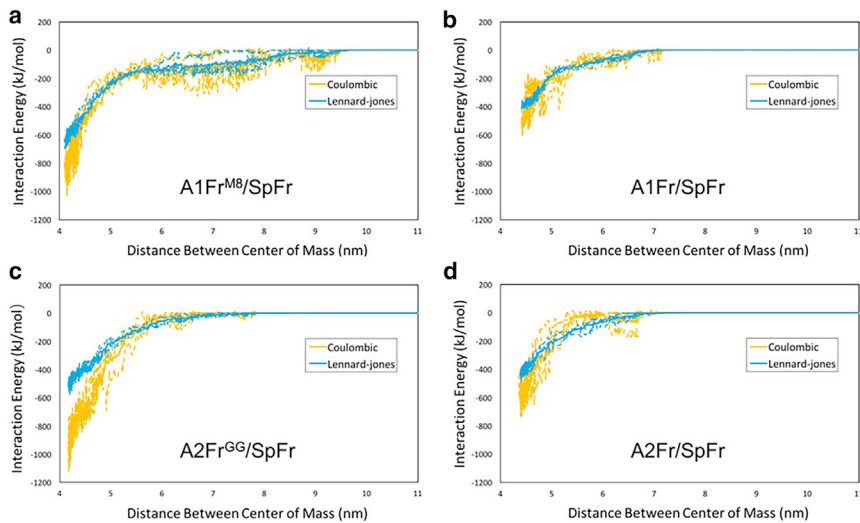 a
200
0
-200
-400
-600
-800
-1000
-1200
Interaction Energy (kJ/mol)
Coulombic
Lennard-jones
A1Fr^M8/SpFr
4 5 6 7 8 9 10 11
Distance Between Center of Mass (nm)
b
200
0
-200
-400
-600
-800
-1000
-1200
Interaction Energy (kJ/mol)
Coulombic
Lennard-jones
A1Fr/SpFr
4 5 6 7 8 9 10 11
Distance Between Center of Mass (nm)
c
200
0
-200
-400
-600
-800
-1000
-1200
Interaction Energy (kJ/mol)
Coulombic
Lennard-jones
A2Fr^GG/SpFr
4 5 6 7 8 9 10 11
Distance Between Center of Mass (nm)
d
200
0
-200
-400
-600
-800
-1000
-1200
Interaction Energy (kJ/mol)
Coulombic
Lennard-jones
A2Fr/SpFr
4 5 6 7 8 9 10 11
Distance Between Center of Mass (nm)